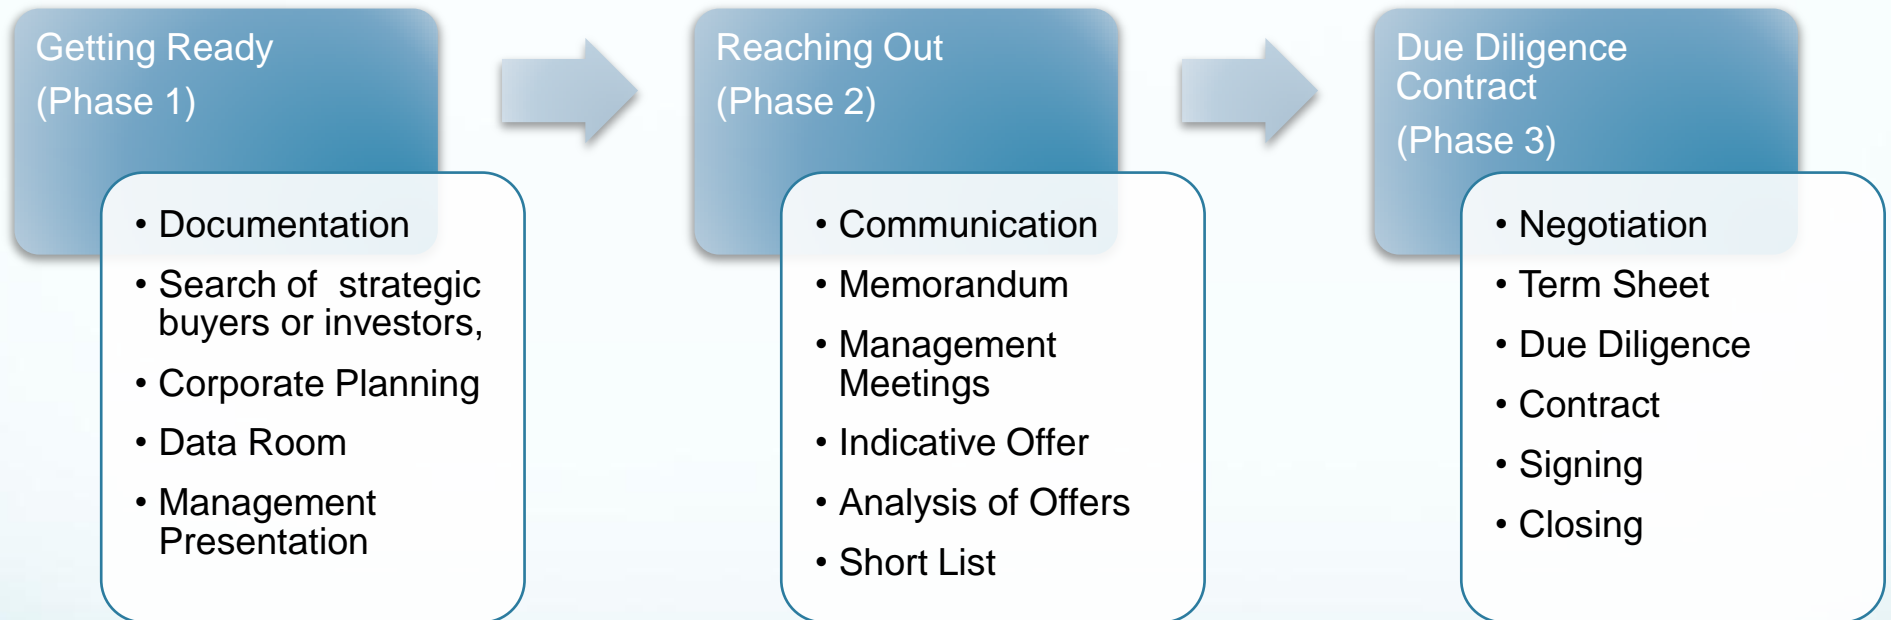 Getting Ready
(Phase 1)
• Documentation
• Search of  strategic
buyers or investors,
• Corporate Planning
• Data Room
• Management
Presentation
Reaching Out
(Phase 2)
• Communication
• Memorandum
• Management
Meetings
• Indicative Offer
• Analysis of Offers
• Short List
Due Diligence
Contract
(Phase 3)
• Negotiation
• Term Sheet
• Due Diligence
• Contract
• Signing
• Closing